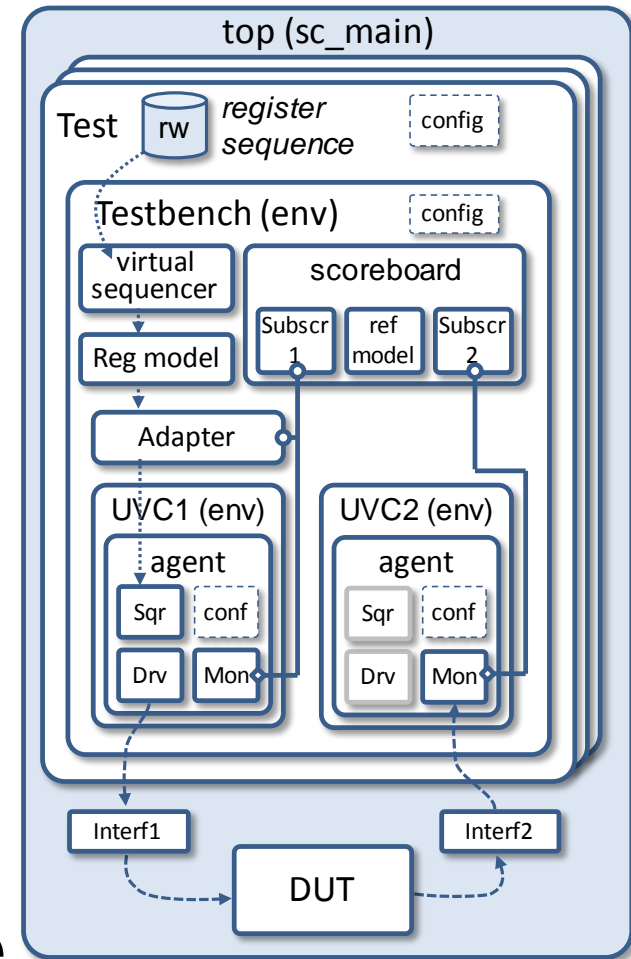 top (sc_main)
Test
rw
register
sequence
config
Testbench (env)
config
virtual
sequencer
scoreboard
Subscr
1
ref
model
Subscr
2
Reg model
Adapter
UVC1 (env)
UVC2 (env)
agent
agent
Sqr
conf
Sqr
conf
Drv
Mon
Drv
Mon
Interf1
Interf2
DUT